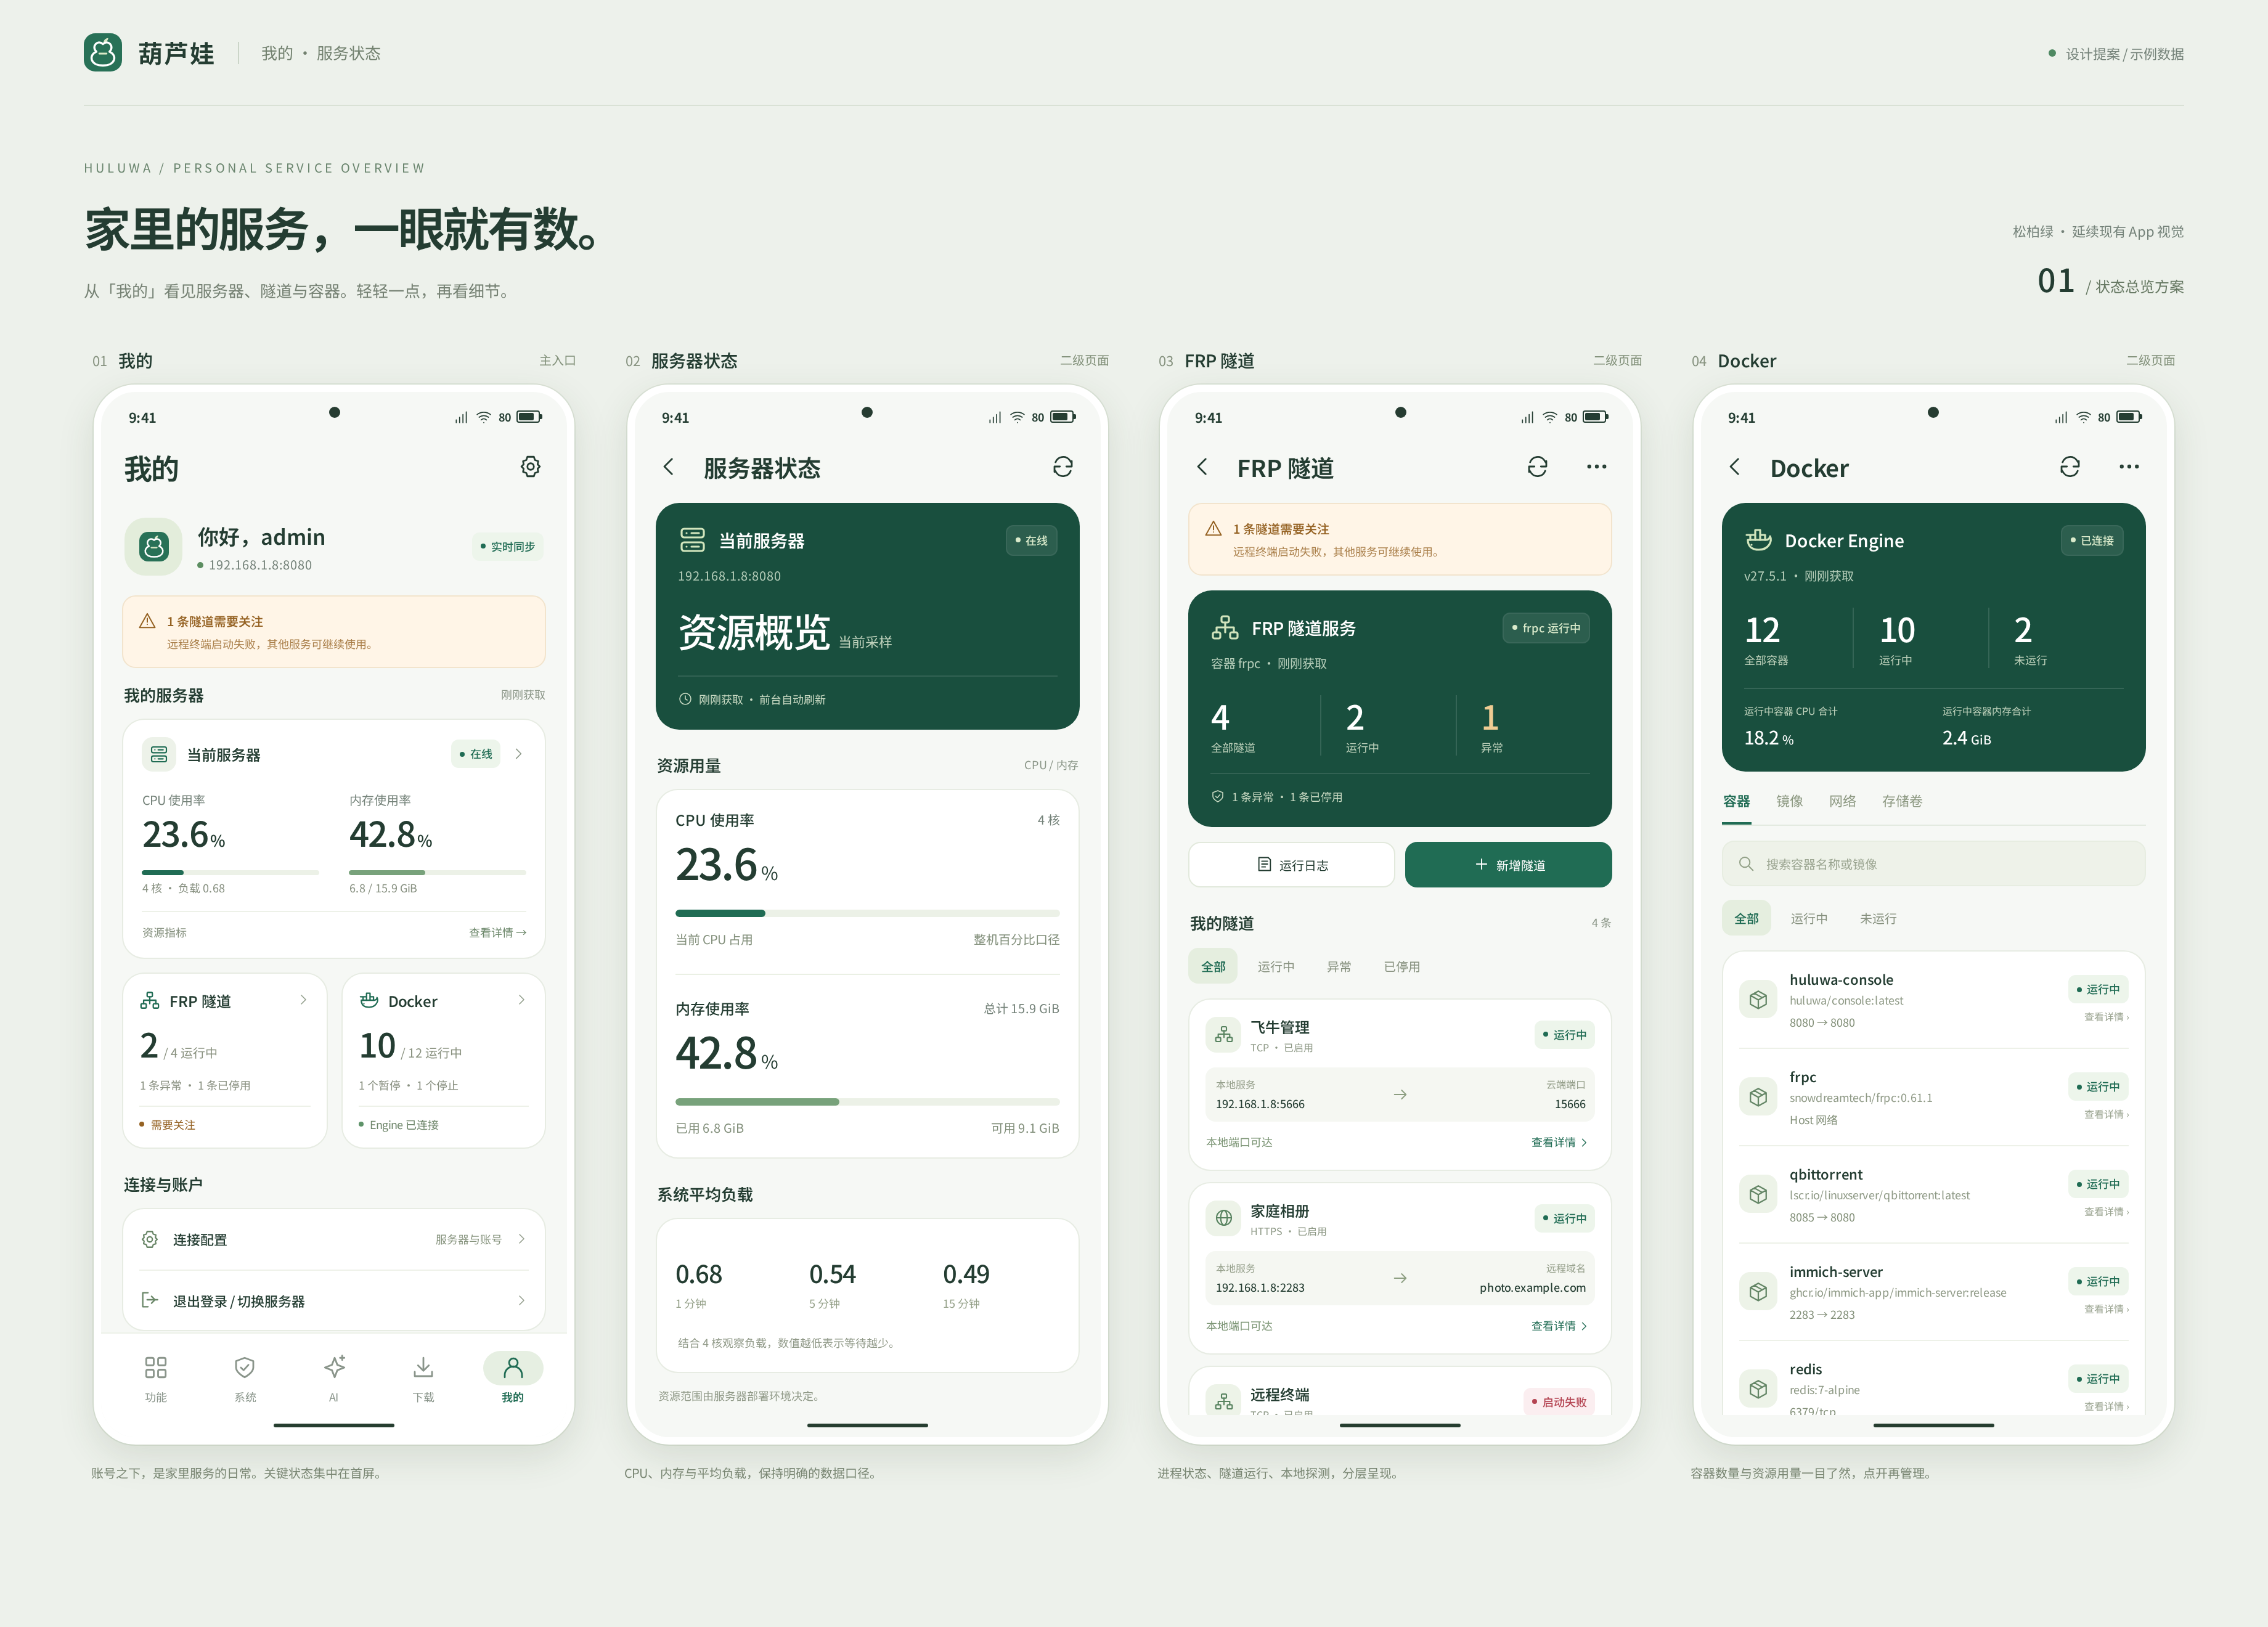 葫芦娃
我的 · 服务状态
设计提案 / 示例数据
HULUWA / PERSONAL SERVICE OVERVIEW
家里的服务，一眼就有数。
从「我的」看见服务器、隧道与容器。轻轻一点，再看细节。
松柏绿 · 延续现有 App 视觉
01 / 状态总览方案
01 我的
主入口
9:41
80
我的
你好，admin
192.168.1.8:8080
实时同步
1 条隧道需要关注
远程终端启动失败，其他服务可继续使用。
我的服务器
刚刚获取
当前服务器
在线
CPU 使用率
内存使用率
23.6%
42.8%
4 核 · 负载 0.68
6.8 / 15.9 GiB
资源指标
查看详情 →
FRP 隧道
2 / 4 运行中
1 条异常 · 1 条已停用
需要关注
Docker
10 / 12 运行中
1 个暂停 · 1 个停止
Engine 已连接
连接与账户
连接配置
服务器与账号
退出登录 / 切换服务器
功能
系统
AI
下载
我的
账号之下，是家里服务的日常。关键状态集中在首屏。
02 服务器状态
二级页面
9:41
80
服务器状态
当前服务器
在线
192.168.1.8:8080
资源概览 当前采样
刚刚获取 · 前台自动刷新
资源用量
CPU / 内存
CPU 使用率
4 核
23.6 %
当前 CPU 占用
整机百分比口径
内存使用率
总计 15.9 GiB
42.8 %
已用 6.8 GiB
可用 9.1 GiB
系统平均负载
0.68
0.54
0.49
1 分钟
5 分钟
15 分钟
结合 4 核观察负载，数值越低表示等待越少。
资源范围由服务器部署环境决定。
CPU、内存与平均负载，保持明确的数据口径。
03 FRP 隧道
二级页面
9:41
80
FRP 隧道
1 条隧道需要关注
远程终端启动失败，其他服务可继续使用。
FRP 隧道服务
frpc 运行中
容器 frpc · 刚刚获取
4
2
1
全部隧道
运行中
异常
1 条异常 · 1 条已停用
运行日志
新增隧道
我的隧道
4 条
全部
运行中
异常
已停用
飞牛管理
TCP · 已启用
运行中
本地服务
云端端口
192.168.1.8:5666
→
15666
本地端口可达
查看详情 ›
家庭相册
HTTPS · 已启用
运行中
本地服务
远程域名
192.168.1.8:2283
→
photo.example.com
本地端口可达
查看详情 ›
远程终端
TCP · 已启用
启动失败
进程状态、隧道运行、本地探测，分层呈现。
04 Docker
二级页面
9:41
80
Docker
Docker Engine
已连接
v27.5.1 · 刚刚获取
12
10
2
全部容器
运行中
未运行
运行中容器 CPU 合计
运行中容器内存合计
18.2 %
2.4 GiB
容器
镜像
网络
存储卷
搜索容器名称或镜像
全部
运行中
未运行
huluwa-console
huluwa/console:latest
8080 → 8080
运行中
查看详情 ›
frpc
snowdreamtech/frpc:0.61.1
Host 网络
运行中
查看详情 ›
qbittorrent
lscr.io/linuxserver/qbittorrent:latest
8085 → 8080
运行中
查看详情 ›
immich-server
ghcr.io/immich-app/immich-server:release
2283 → 2283
运行中
查看详情 ›
redis
redis:7-alpine
6379/tcp
运行中
查看详情 ›
容器数量与资源用量一目了然，点开再管理。